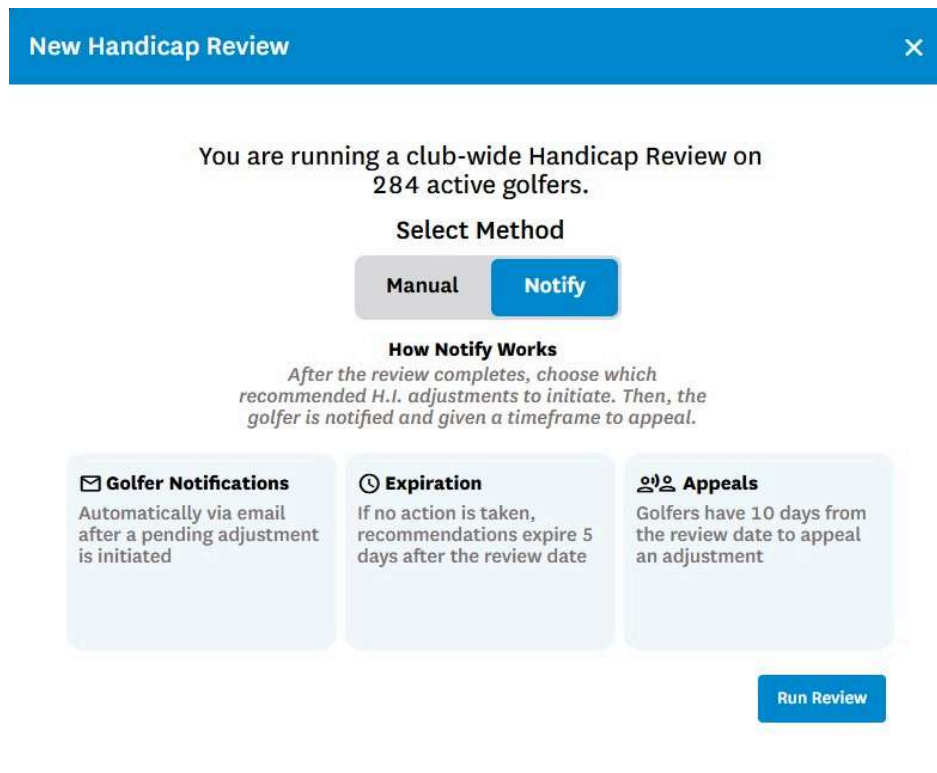 New Handicap Review
You are running a club-wide Handicap Review on
284 active golfers.
Select Method
Manual
Notify
How Notify Works
After the review completes, choose which
recommended H.I. adjustments to initiate. Then, the
golfer is notified and given a timeframe to appeal.
Golfer Notifications
Automatically via email
after a pending adjustment
is initiated
Expiration
If no action is taken,
recommendations expire 5
days after the review date
Appeals
Golfers have 10 days from
the review date to appeal
an adjustment
Run Review